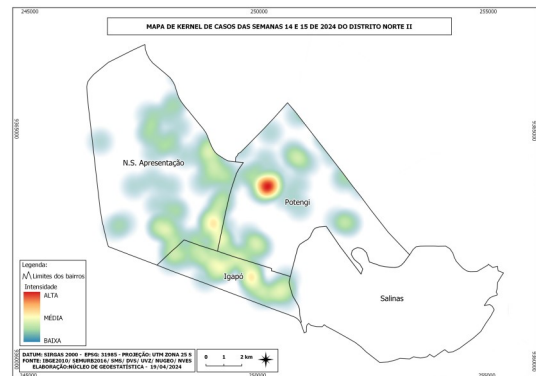 245000 250000 255000
MAPA DE KERNEL DE CASOS DAS SEMANAS 14 E 15 DE 2024 DO DISTRITO NORTE II
N.S. Apresentação
Potengi
Igapó
Salinas
Legenda:
Limites dos bairros
Intensidade
ALTA
MÉDIA
BAIXA
DATUM: SIRGAS 2000 - EPSG: 31985 - PROJEÇÃO: UTM ZONA 25 S
FONTE: IBGE2010/ SEMURB2016/ SMS/ DVS/ UVZ/ NUGEO/ NVES
ELABORAÇÃO:NÚCLEO DE GEOESTATÍSTICA - 19/04/2024
0 1 2 km
250000 255000